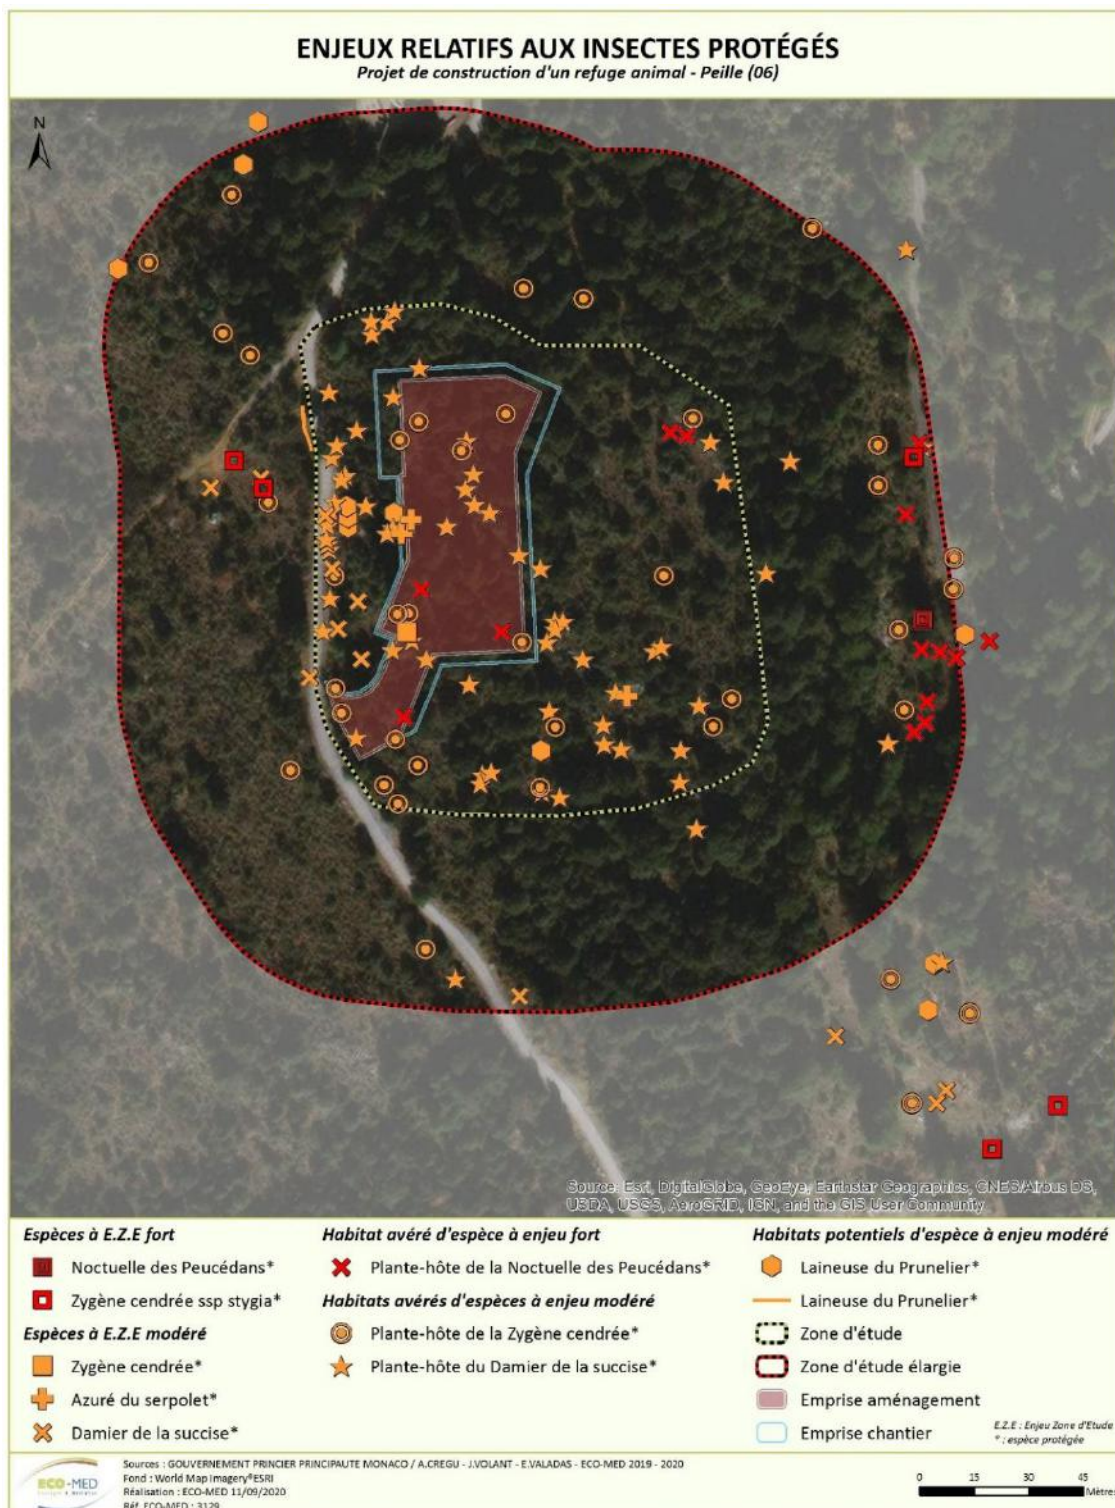 ENJEUX RELATIFS AUX INSECTES PROTÉGÉS
Projet de construction d'un refuge animal - Peille (06)
N
Source: Esri, DigitalGlobe, GeoEye, Earthstar Geographics, CNES/Airbus DS,
USDA, USGS, AeroGRID, IGN, and the GIS User Community
Espèces à E.Z.E fort
Noctuelle des Peucédans*
Zygène cendrée ssp stygia*
Espèces à E.Z.E modéré
Zygène cendrée*
Azuré du serpolet*
Damier de la succise*
Habitat avéré d'espèce à enjeu fort
Plante-hôte de la Noctuelle des Peucédans*
Habitats avérés d'espèces à enjeu modéré
Plante-hôte de la Zygène cendrée*
Plante-hôte du Damier de la succise*
Habitats potentiels d'espèce à enjeu modéré
Laineuse du Prunelier*
Laineuse du Prunelier*
Zone d'étude
Zone d'étude élargie
Emprise aménagement
Emprise chantier
E.Z.E : Enjeu Zone d'Etude
* : espèce protégée
ECO-MED
Sources : GOUVERNEMENT PRINCIER PRINCIPAUTE MONACO / A.CREGU - J.VOLANT - E.VALADAS - ECO-MED 2019 - 2020
Fond : World Map Imagery®ESRI
Réalisation : ECO-MED 11/09/2020
Réf. ECO-MED : 3129
0 15 30 45
Mètres